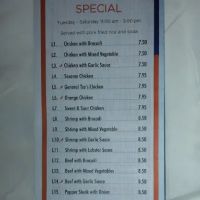 SPECIAL
Tuesday - Saturday 11:00 am - 3:00 pm
Served with pork fried rice and soda
L1. Chicken with Broccoli 7.50
L2. Chicken with Mixed Vegetable 7.50
L3. Chicken with Garlic Sauce 7.50
L4. Sesame Chicken 7.95
L5. General Tso's Chicken 7.95
L6. Orange Chicken 7.95
L7. Sweet & Sour Chicken 7.95
L8. Shrimp with Broccoli 8.50
L9. Shrimp with Mixed Vegetable 8.50
L10. Shrimp with Garlic Sauce 8.50
L11. Shrimp with Lobster Sauce 8.50
L12. Beef with Broccoli 8.50
L13. Beef with Mixed Vegetable 8.50
L14. Beef with Garlic Sauce 8.50
L15. Pepper Steak with Onion 8.50